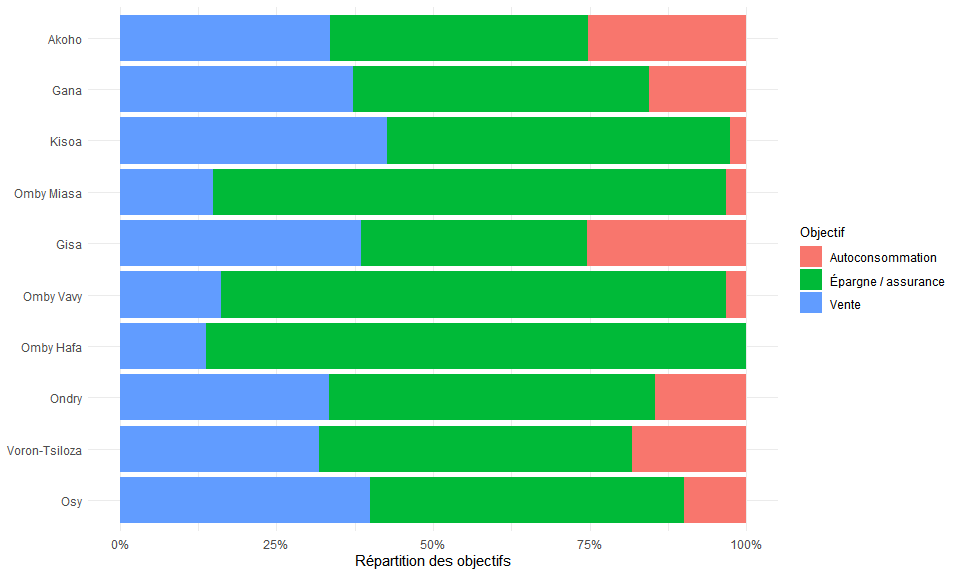 Akoho
Gana
Kisoa
Omby Miasa
Gisa
Omby Vavy
Omby Hafa
Ondry
Voron-Tsiloza
Osy
0%
25%
50%
75%
100%
Répartition des objectifs
Objectif
Autoconsommation
Épargne / assurance
Vente